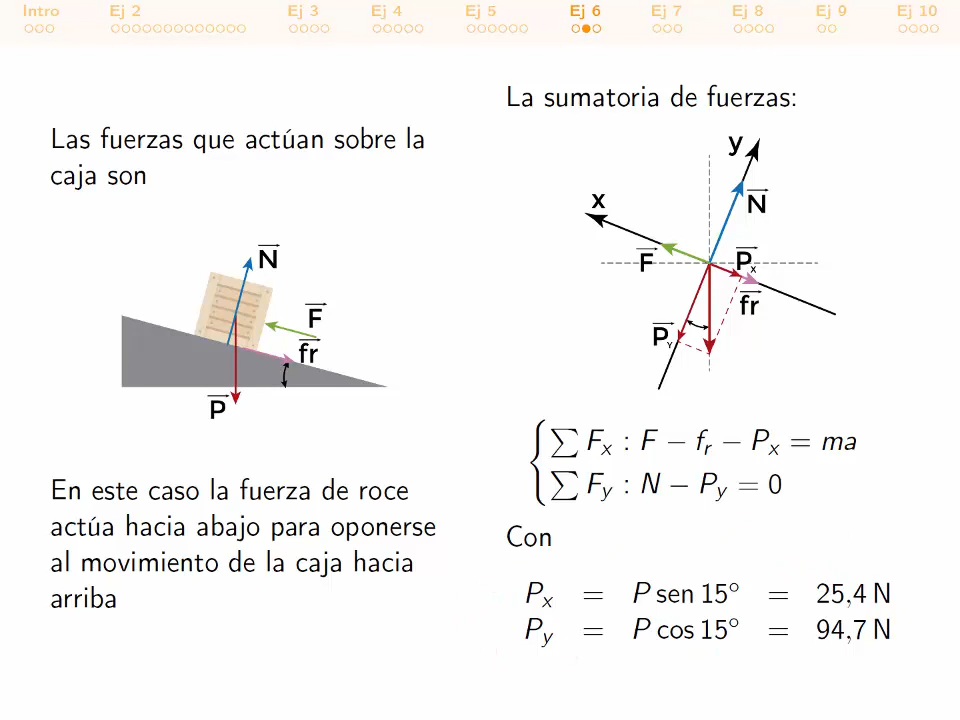 Intro Ej 2 Ej 3 Ej 4 Ej 5 Ej 6 Ej 7 Ej 8 Ej 9 Ej 10
Las fuerzas que actúan sobre la
caja son
N
F
fr
P
En este caso la fuerza de roce
actúa hacia abajo para oponerse
al movimiento de la caja hacia
arriba
La sumatoria de fuerzas:
y
x
N
F
Px
fr
PY
∑ Fx : F − fr − Px = ma
∑ Fy : N − Py = 0
Con
Px = P sen 15° = 25,4 N
Py = P cos 15° = 94,7 N